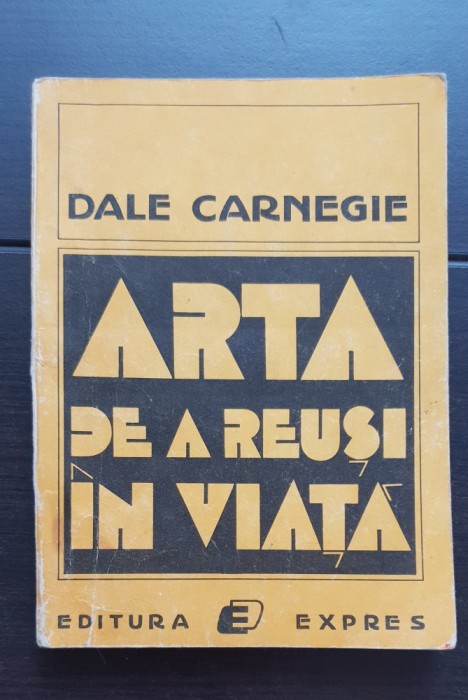 DALE CARNEGIE
ARTA
DE A REUȘI
ÎN VIAȚĂ
EDITURA E EXPRES